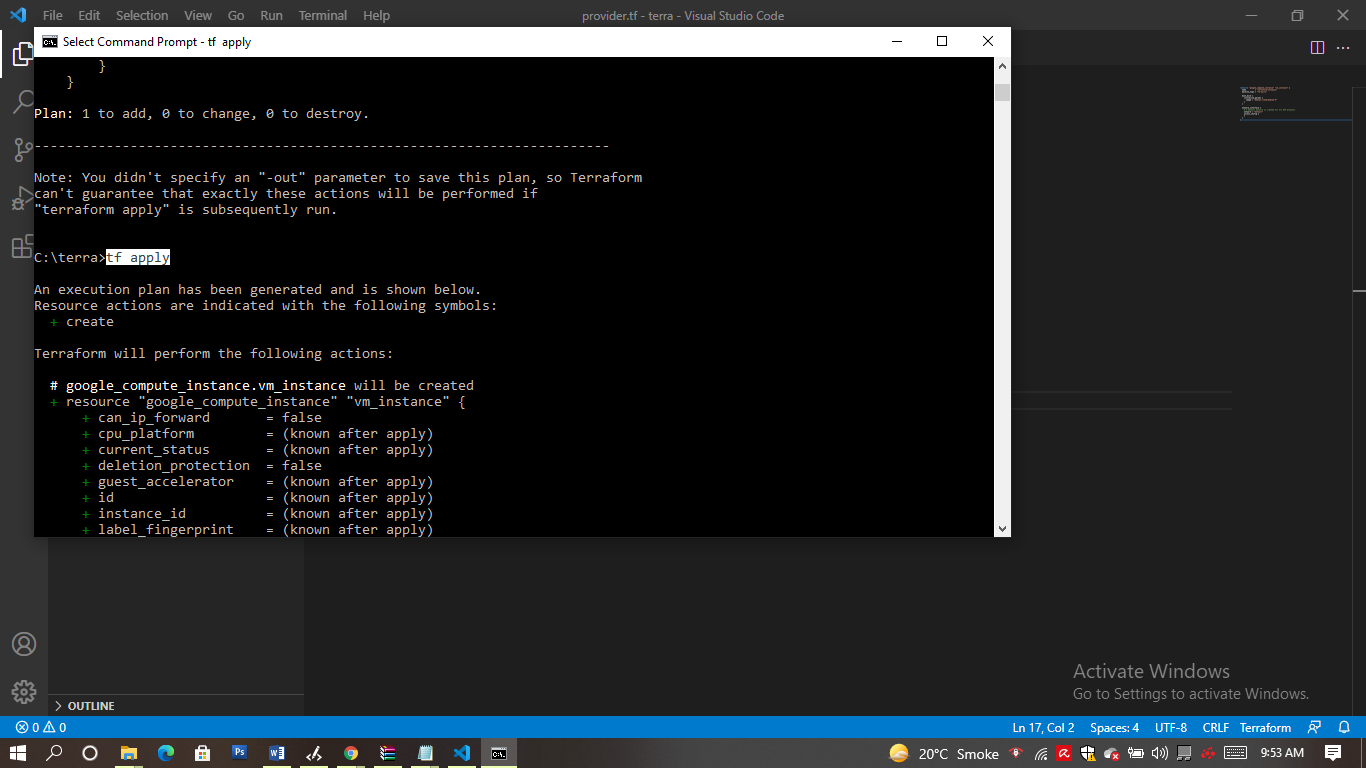 File Edit Selection View Go Run Terminal Help provider.tf - terra - Visual Studio Code
Select Command Prompt - tf  apply
}
}
Plan: 1 to add, 0 to change, 0 to destroy.
------------------------------------------------------------------------
Note: You didn't specify an "-out" parameter to save this plan, so Terraform
can't guarantee that exactly these actions will be performed if
"terraform apply" is subsequently run.
C:\terra>tf apply
An execution plan has been generated and is shown below.
Resource actions are indicated with the following symbols:
+ create
Terraform will perform the following actions:
# google_compute_instance.vm_instance will be created
+ resource "google_compute_instance" "vm_instance" {
+ can_ip_forward       = false
+ cpu_platform         = (known after apply)
+ current_status       = (known after apply)
+ deletion_protection  = false
+ guest_accelerator    = (known after apply)
+ id                   = (known after apply)
+ instance_id          = (known after apply)
+ label_fingerprint    = (known after apply)
Activate Windows
Go to Settings to activate Windows.
OUTLINE
0 0 Ln 17, Col 2 Spaces: 4 UTF-8 CRLF Terraform
20°C Smoke 9:53 AM